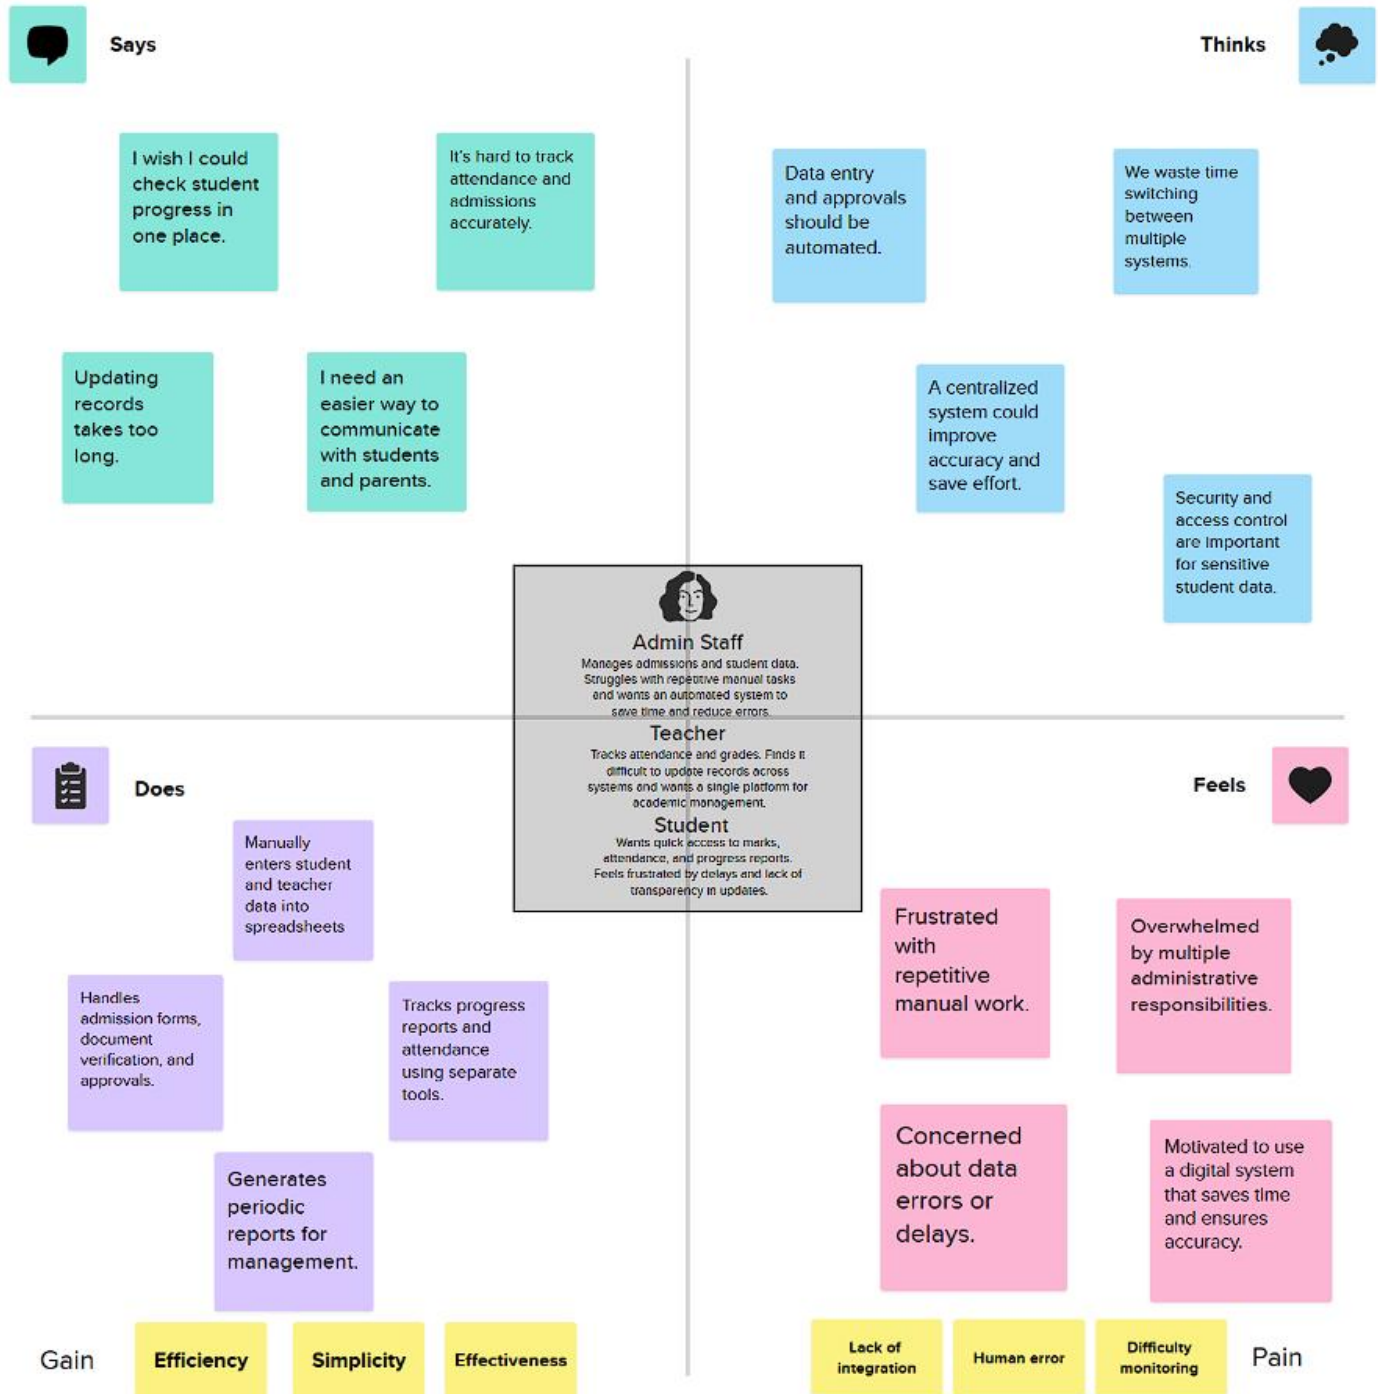 Says
Thinks
I wish I could
check student
progress in
one place.
It's hard to track
attendance and
admissions
accurately.
Data entry
and approvals
should be
automated.
We waste time
switching
between
multiple
systems.
Updating
records
takes too
long.
I need an
easier way to
communicate
with students
and parents.
A centralized
system could
improve
accuracy and
save effort.
Security and
access control
are important
for sensitive
student data.
Admin Staff
Manages admissions and student data.
Struggles with repetitive manual tasks
and wants an automated system to
save time and reduce errors.
Teacher
Tracks attendance and grades. Finds it
difficult to update records across
systems and wants a single platform for
academic management.
Student
Wants quick access to marks,
attendance, and progress reports.
Feels frustrated by delays and lack of
transparency in updates.
Does
Feels
Manually
enters student
and teacher
data into
spreadsheets
Handles
admission forms,
document
verification, and
approvals.
Tracks progress
reports and
attendance
using separate
tools.
Generates
periodic
reports for
management.
Frustrated
with
repetitive
manual work.
Overwhelmed
by multiple
administrative
responsibilities.
Concerned
about data
errors or
delays.
Motivated to use
a digital system
that saves time
and ensures
accuracy.
Gain
Efficiency
Simplicity
Effectiveness
Lack of
integration
Human error
Difficulty
monitoring
Pain